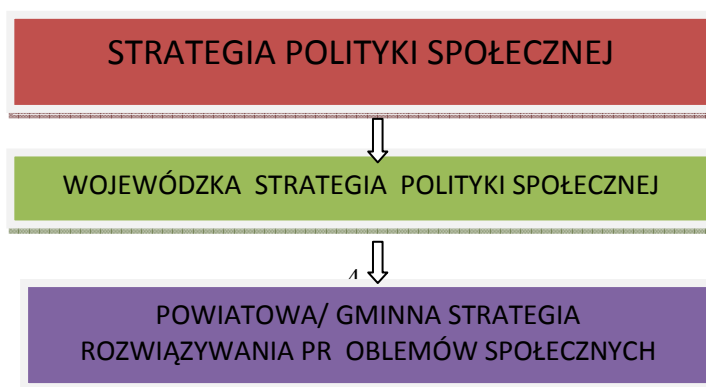 STRATEGIA POLITYKI SPOŁECZNEJ
WOJEWÓDZKA STRATEGIA POLITYKI SPOŁECZNEJ
4
POWIATOWA/ GMINNA STRATEGIA
ROZWIĄZYWANIA PR OBLEMÓW SPOŁECZNYCH